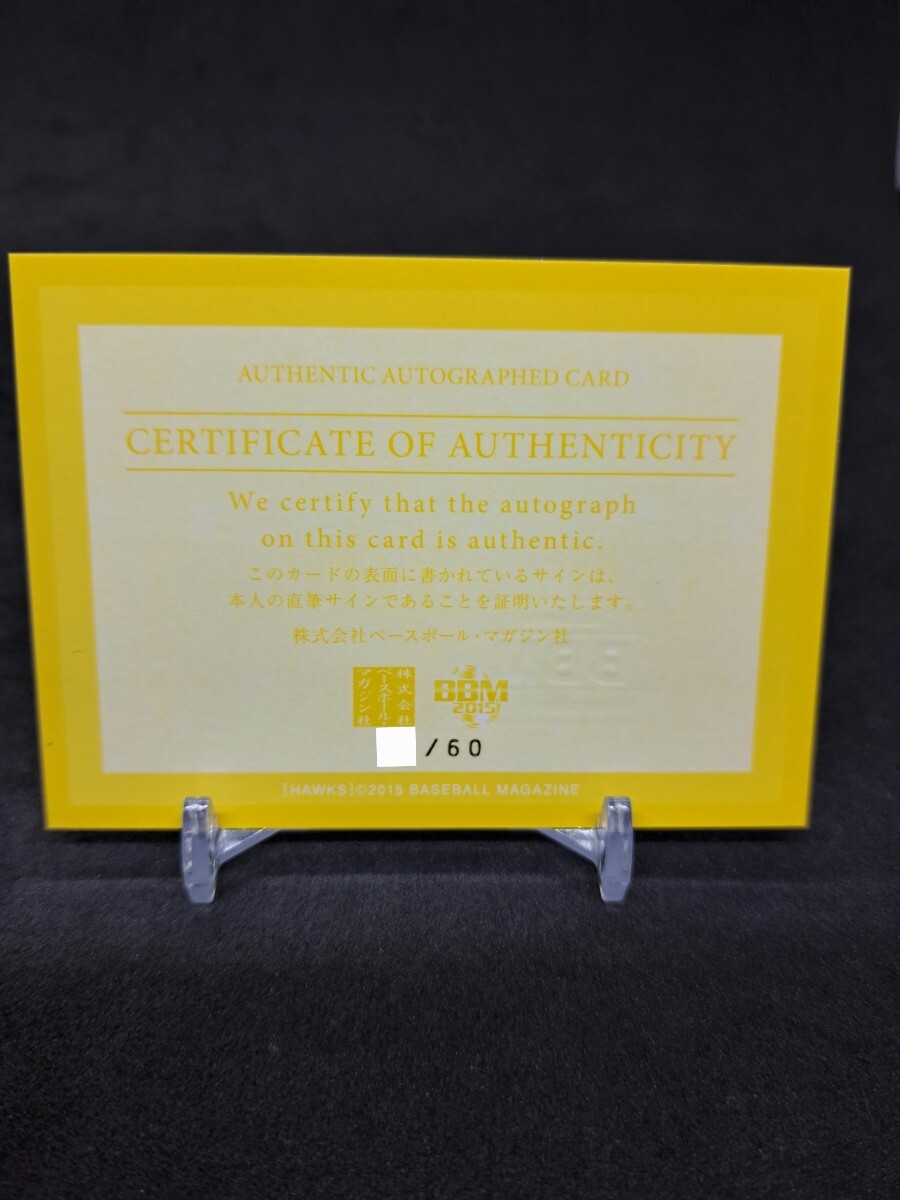 AUTHENTIC AUTOGRAPHED CARD
CERTIFICATE OF AUTHENTICITY
We certify that the autograph
on this card is authentic.
このカードの表面に書かれているサインは、
本人の直筆サインであることを証明いたします。
株式会社ベースボール・マガジン社
株式会社
ベースボール・
マガジン社
BBM
2015
/60
[HAWKS]©2015 BASEBALL MAGAZINE